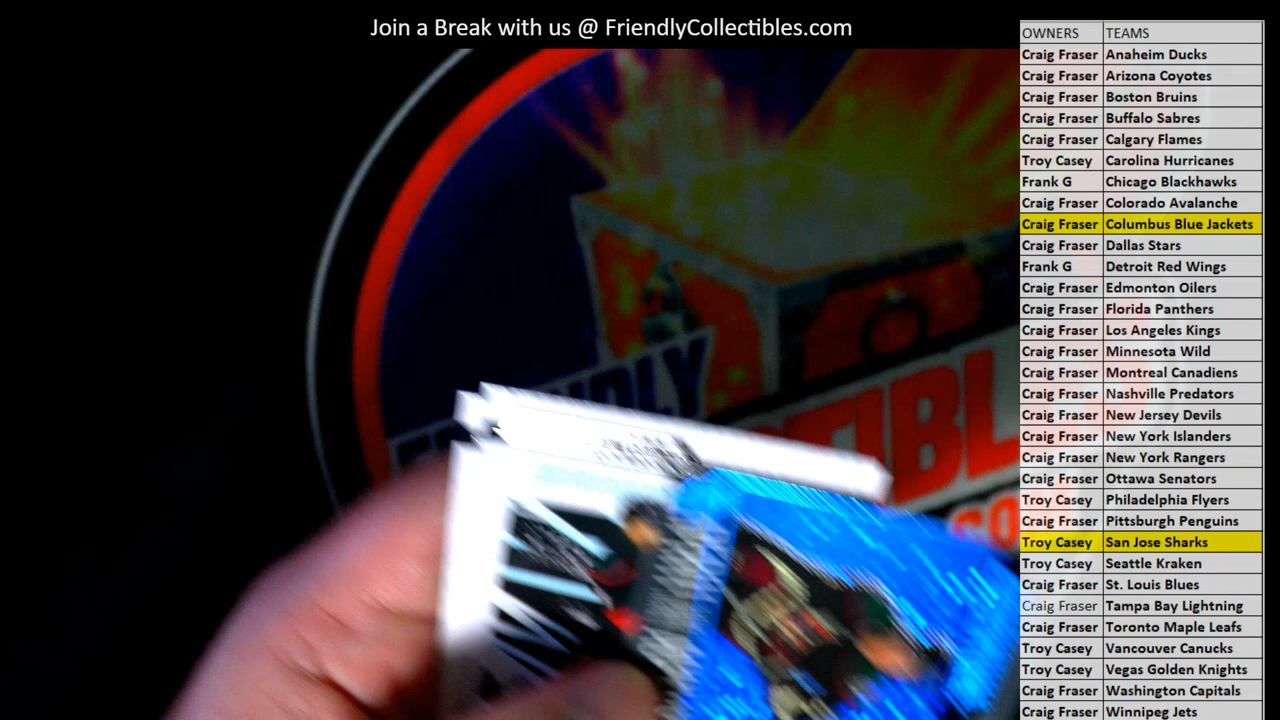 Join a Break with us @ FriendlyCollectibles.com
OWNERS TEAMS
Craig Fraser Anaheim Ducks
Craig Fraser Arizona Coyotes
Craig Fraser Boston Bruins
Craig Fraser Buffalo Sabres
Craig Fraser Calgary Flames
Troy Casey Carolina Hurricanes
Frank G Chicago Blackhawks
Craig Fraser Colorado Avalanche
Craig Fraser Columbus Blue Jackets
Craig Fraser Dallas Stars
Frank G Detroit Red Wings
Craig Fraser Edmonton Oilers
Craig Fraser Florida Panthers
Craig Fraser Los Angeles Kings
Craig Fraser Minnesota Wild
Craig Fraser Montreal Canadiens
Craig Fraser Nashville Predators
Craig Fraser New Jersey Devils
Craig Fraser New York Islanders
Craig Fraser New York Rangers
Craig Fraser Ottawa Senators
Troy Casey Philadelphia Flyers
Craig Fraser Pittsburgh Penguins
Troy Casey San Jose Sharks
Troy Casey Seattle Kraken
Craig Fraser St. Louis Blues
Craig Fraser Tampa Bay Lightning
Craig Fraser Toronto Maple Leafs
Troy Casey Vancouver Canucks
Troy Casey Vegas Golden Knights
Craig Fraser Washington Capitals
Craig Fraser Winnipeg Jets